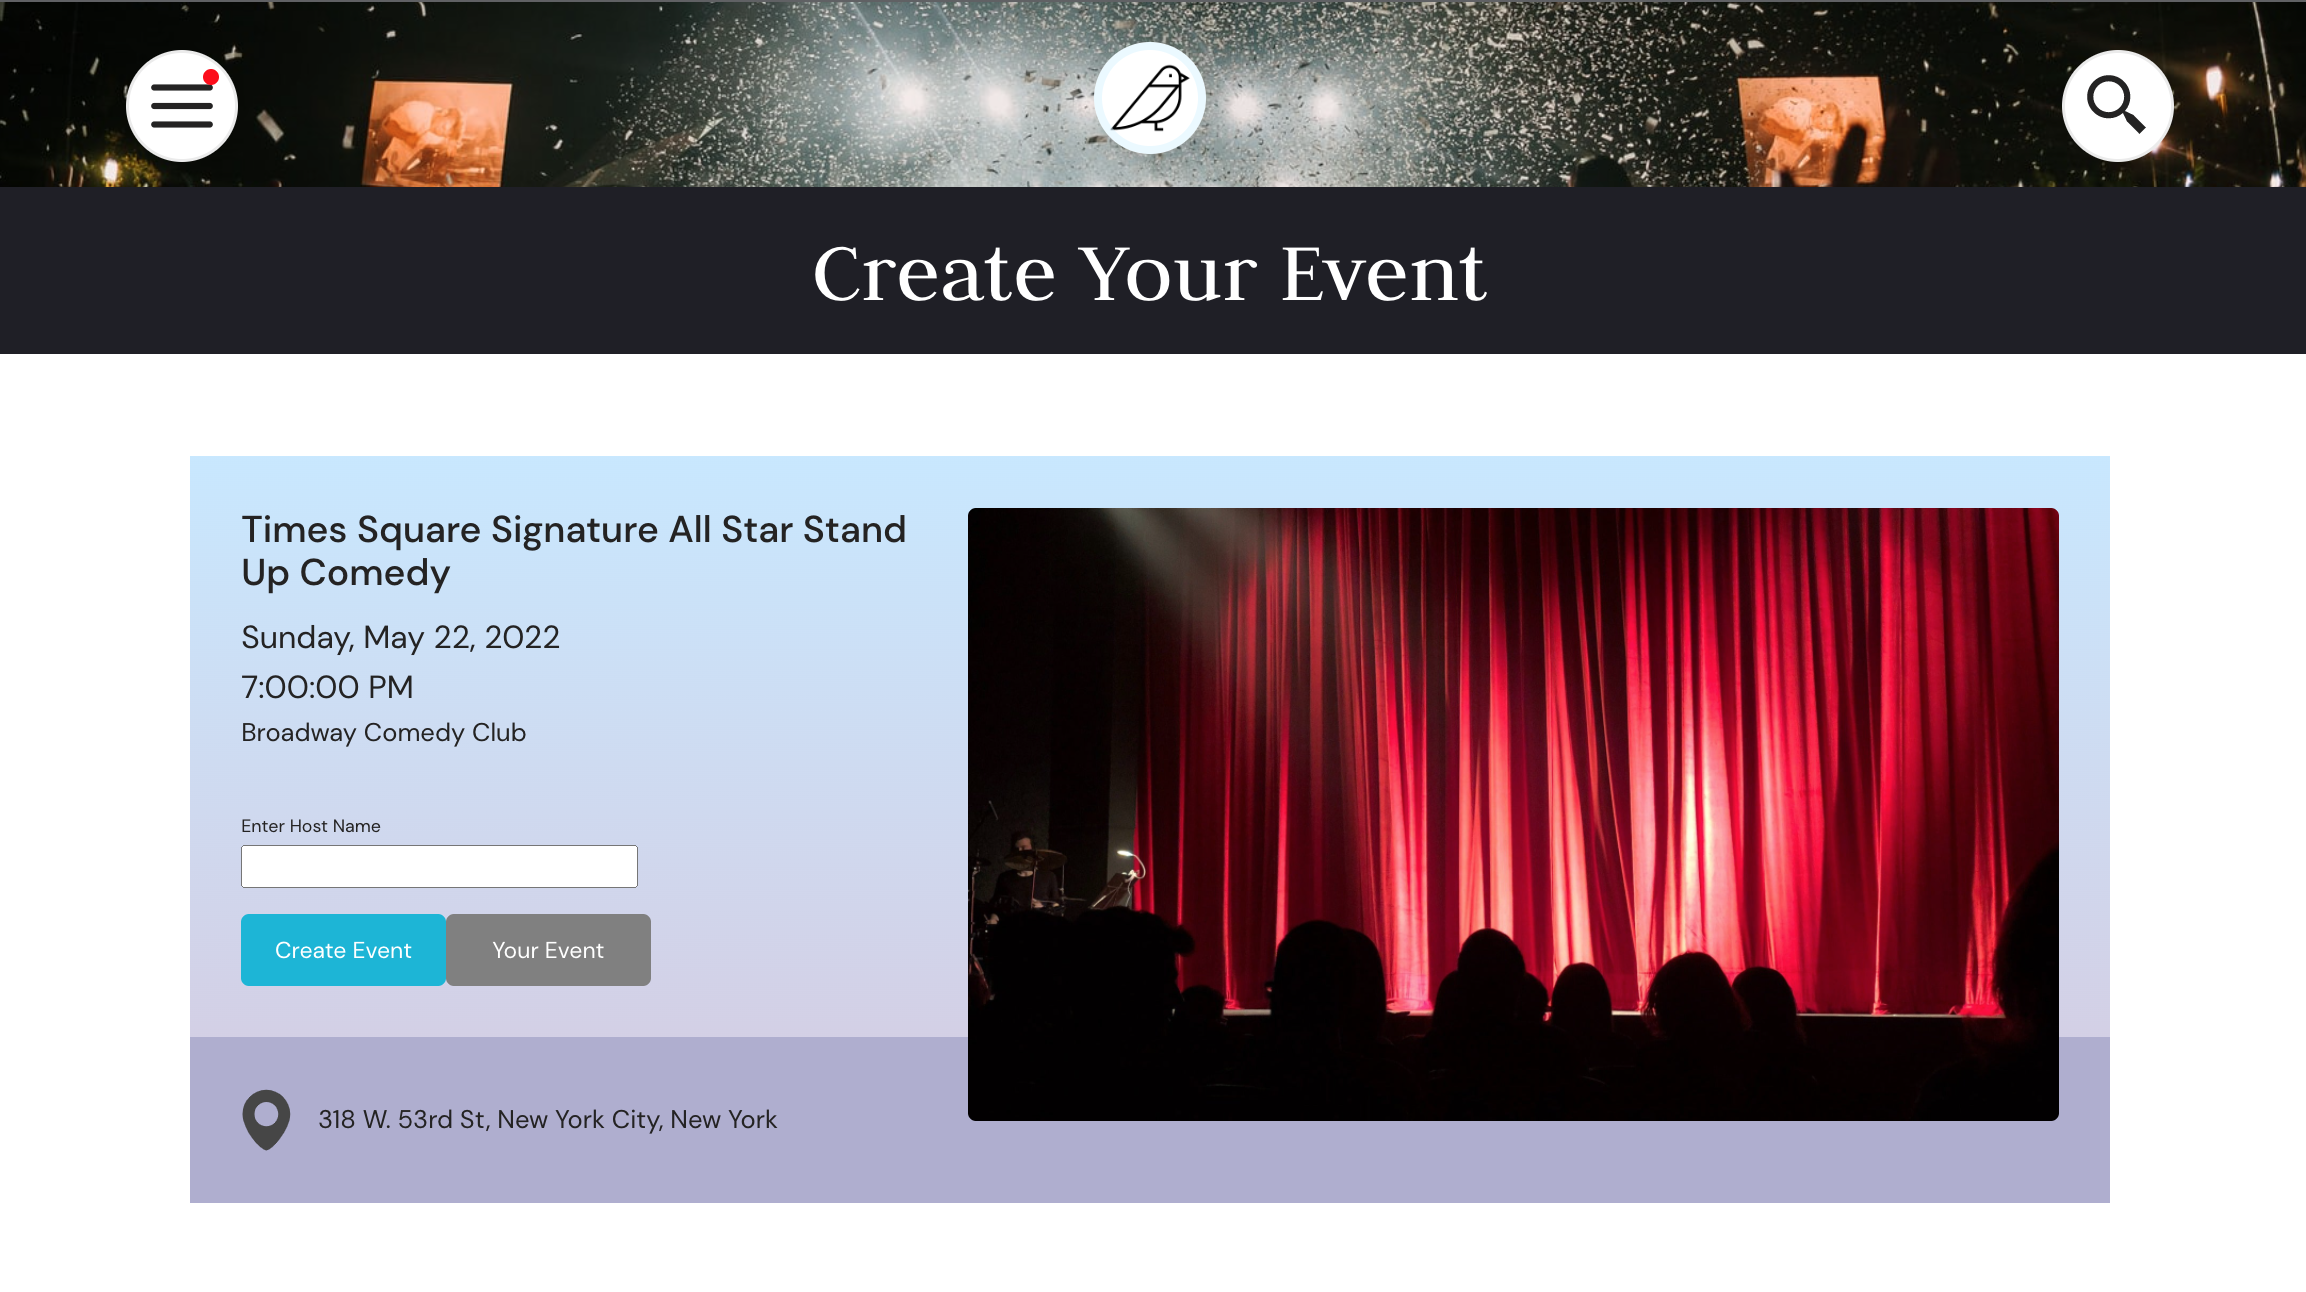 Create Your Event
Times Square Signature All Star Stand
Up Comedy
Sunday, May 22, 2022
7:00:00 PM
Broadway Comedy Club
Enter Host Name
Create Event
Your Event
318 W. 53rd St, New York City, New York